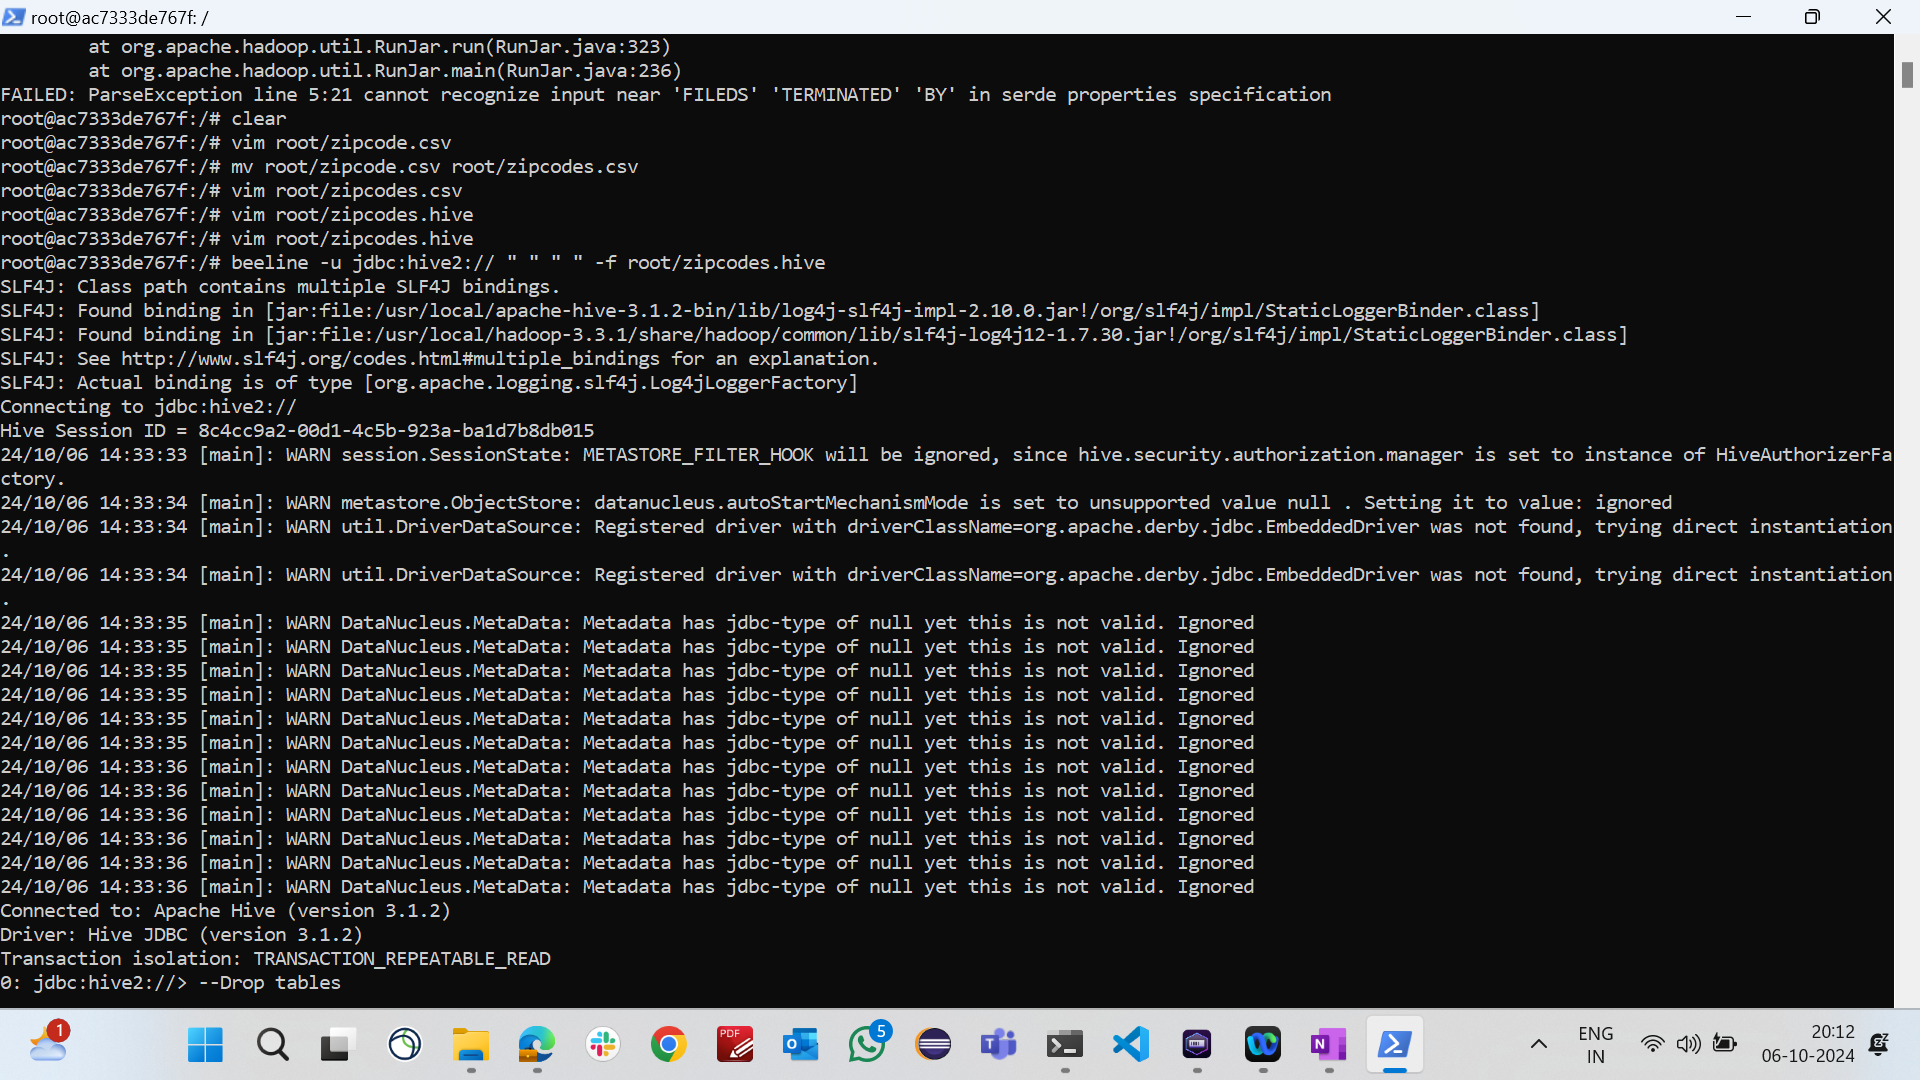 root@ac7333de767f: /
        at org.apache.hadoop.util.RunJar.run(RunJar.java:323)
        at org.apache.hadoop.util.RunJar.main(RunJar.java:236)
FAILED: ParseException line 5:21 cannot recognize input near 'FILEDS' 'TERMINATED' 'BY' in serde properties specification
root@ac7333de767f:/# clear
root@ac7333de767f:/# vim root/zipcode.csv
root@ac7333de767f:/# mv root/zipcode.csv root/zipcodes.csv
root@ac7333de767f:/# vim root/zipcodes.csv
root@ac7333de767f:/# vim root/zipcodes.hive
root@ac7333de767f:/# vim root/zipcodes.hive
root@ac7333de767f:/# beeline -u jdbc:hive2:// " " " " -f root/zipcodes.hive
SLF4J: Class path contains multiple SLF4J bindings.
SLF4J: Found binding in [jar:file:/usr/local/apache-hive-3.1.2-bin/lib/log4j-slf4j-impl-2.10.0.jar!/org/slf4j/impl/StaticLoggerBinder.class]
SLF4J: Found binding in [jar:file:/usr/local/hadoop-3.3.1/share/hadoop/common/lib/slf4j-log4j12-1.7.30.jar!/org/slf4j/impl/StaticLoggerBinder.class]
SLF4J: See http://www.slf4j.org/codes.html#multiple_bindings for an explanation.
SLF4J: Actual binding is of type [org.apache.logging.slf4j.Log4jLoggerFactory]
Connecting to jdbc:hive2://
Hive Session ID = 8c4cc9a2-00d1-4c5b-923a-ba1d7b8db015
24/10/06 14:33:33 [main]: WARN session.SessionState: METASTORE_FILTER_HOOK will be ignored, since hive.security.authorization.manager is set to instance of HiveAuthorizerFa
ctory.
24/10/06 14:33:34 [main]: WARN metastore.ObjectStore: datanucleus.autoStartMechanismMode is set to unsupported value null . Setting it to value: ignored
24/10/06 14:33:34 [main]: WARN util.DriverDataSource: Registered driver with driverClassName=org.apache.derby.jdbc.EmbeddedDriver was not found, trying direct instantiation
.
24/10/06 14:33:34 [main]: WARN util.DriverDataSource: Registered driver with driverClassName=org.apache.derby.jdbc.EmbeddedDriver was not found, trying direct instantiation
.
24/10/06 14:33:35 [main]: WARN DataNucleus.MetaData: Metadata has jdbc-type of null yet this is not valid. Ignored
24/10/06 14:33:35 [main]: WARN DataNucleus.MetaData: Metadata has jdbc-type of null yet this is not valid. Ignored
24/10/06 14:33:35 [main]: WARN DataNucleus.MetaData: Metadata has jdbc-type of null yet this is not valid. Ignored
24/10/06 14:33:35 [main]: WARN DataNucleus.MetaData: Metadata has jdbc-type of null yet this is not valid. Ignored
24/10/06 14:33:35 [main]: WARN DataNucleus.MetaData: Metadata has jdbc-type of null yet this is not valid. Ignored
24/10/06 14:33:35 [main]: WARN DataNucleus.MetaData: Metadata has jdbc-type of null yet this is not valid. Ignored
24/10/06 14:33:36 [main]: WARN DataNucleus.MetaData: Metadata has jdbc-type of null yet this is not valid. Ignored
24/10/06 14:33:36 [main]: WARN DataNucleus.MetaData: Metadata has jdbc-type of null yet this is not valid. Ignored
24/10/06 14:33:36 [main]: WARN DataNucleus.MetaData: Metadata has jdbc-type of null yet this is not valid. Ignored
24/10/06 14:33:36 [main]: WARN DataNucleus.MetaData: Metadata has jdbc-type of null yet this is not valid. Ignored
24/10/06 14:33:36 [main]: WARN DataNucleus.MetaData: Metadata has jdbc-type of null yet this is not valid. Ignored
24/10/06 14:33:36 [main]: WARN DataNucleus.MetaData: Metadata has jdbc-type of null yet this is not valid. Ignored
Connected to: Apache Hive (version 3.1.2)
Driver: Hive JDBC (version 3.1.2)
Transaction isolation: TRANSACTION_REPEATABLE_READ
0: jdbc:hive2://> --Drop tables
1
PDF
5
ENG
IN
20:12
06-10-2024